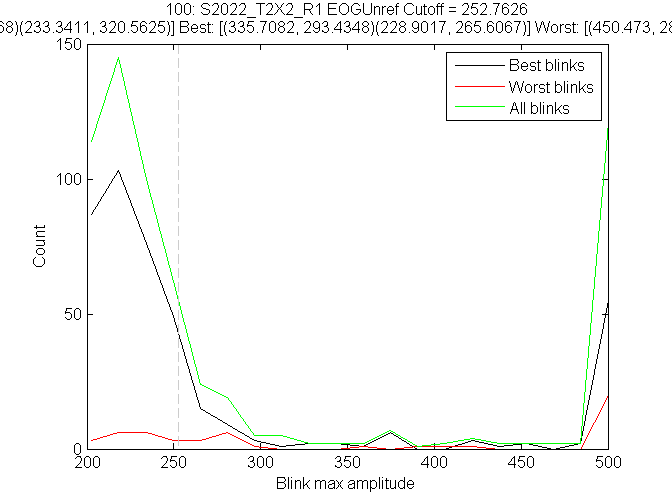 100: S2022_T2X2_R1 EOGUnref Cutoff = 252.7626
68)(233.3411, 320.5625)] Best: [(335.7082, 293.4348)(228.9017, 265.6067)] Worst: [(450.473, 28
Best blinks
Worst blinks
All blinks
150
100
50
0
Count
200 250 300 350 400 450 500
Blink max amplitude